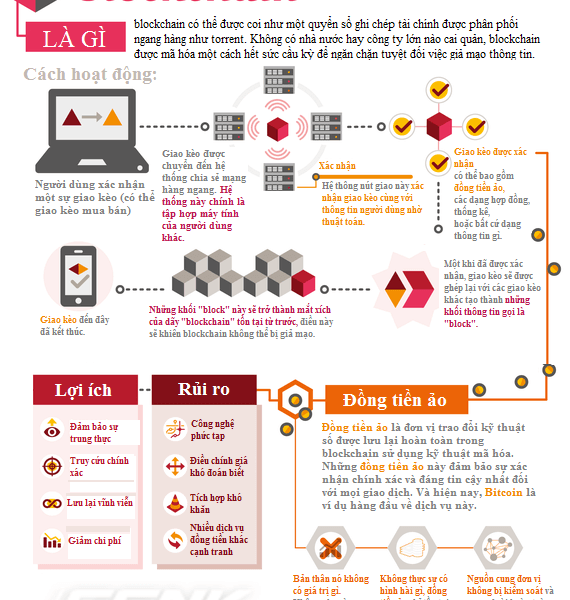 LÀ GÌ
blockchain có thể được coi như một quyển sổ ghi chép tài chính được phân phối
ngang hàng như torrent. Không có nhà nước hay công ty lớn nào cai quản, blockchain
được mã hóa một cách hết sức cầu kỳ để ngăn chặn tuyệt đối việc giả mạo thông tin.
Cách hoạt động:
Người dùng xác nhận
một sự giao kèo (có thể
giao kèo mua bán)
Giao kèo được
chuyển đến hệ
thống chia sẻ mạng
hàng ngang. Hệ
thống này chính là
tập hợp máy tính
của người dùng
khác.
Xác nhận
Hệ thông nút giao này xác
nhận giao kèo cùng với
thông tin người dùng nhờ
thuật toán.
Giao kèo được xác
nhận
có thể bao gồm
đồng tiền ảo,
các dạng hợp đồng,
thống kê,
hoặc bất cứ dạng
thông tin gì.
Giao kèo đến đây
đã kết thúc.
Những khối "block" này sẽ trở thành mắt xích
của dãy "blockchain" tồn tại từ trước, điều này
sẽ khiến blockchain không thể bị giả mạo.
Một khi đã được xác
nhận, giao kèo sẽ được
ghép lại với các giao kèo
khác tạo thành những
khối thông tin gọi là
"block".
Lợi ích
Đảm bảo sự
trung thực
Truy cứu chính
xác
Lưu lại vĩnh viễn
Giảm chi phí
Rủi ro
Công nghệ
phức tạp
Điều chỉnh giá
khó đoán biết
Tích hợp khó
khăn
Nhiều dịch vụ
đồng tiền khác
cạnh tranh
Đồng tiền ảo
Đồng tiền ảo là đơn vị trao đổi kỹ thuật
số được lưu lại hoàn toàn trong
blockchain sử dụng kỹ thuật mã hóa.
Những đồng tiền ảo này đảm bảo sự xác
nhận chính xác và đáng tin cậy nhất đối
với mọi giao dịch. Và hiện nay, Bitcoin là
ví dụ hàng đầu về dịch vụ này.
Bản thân nó không
có giá trị gì.
Không thực sự có
hình hài gì, đồng
Nguồn cung đơn vị
không bị kiểm soát và